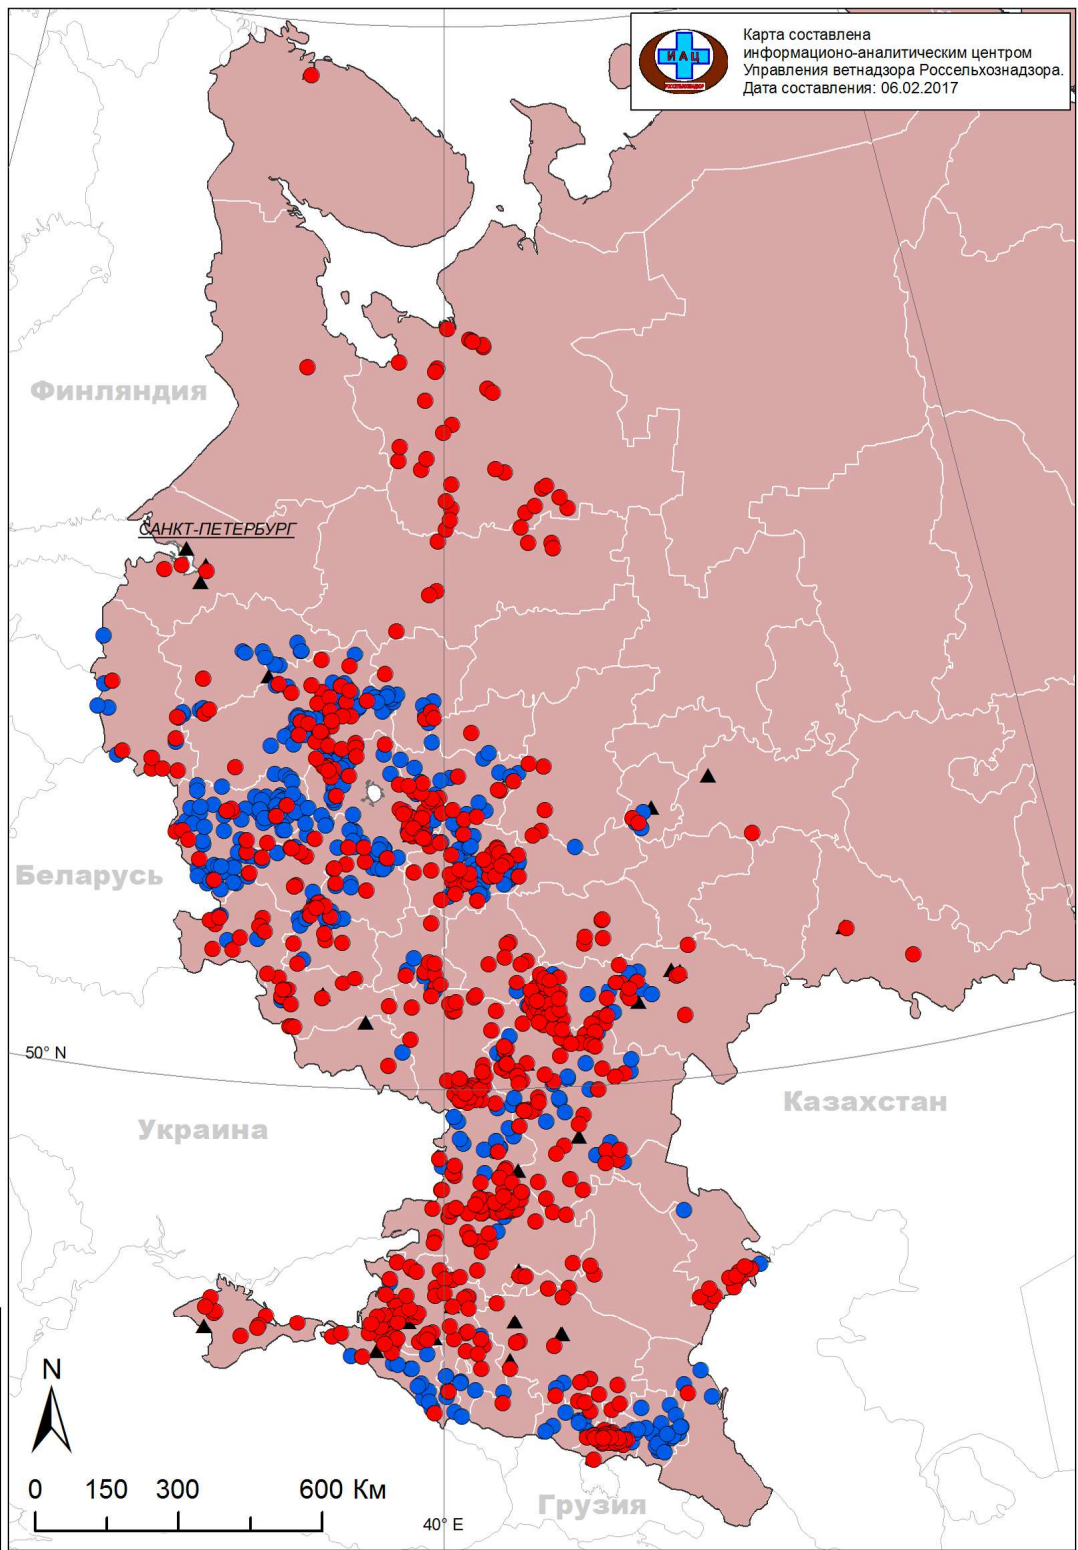 Карта составлена
информационо-аналитическим центром
Управления ветнадзора Россельхознадзора.
Дата составления: 06.02.2017
И А Ц
РОССЕЛЬХОЗНАДЗОР
Финляндия
САНКТ-ПЕТЕРБУРГ
Беларусь
50° N
Казахстан
Украина
N
0 150 300 600 Км
Грузия
40° E